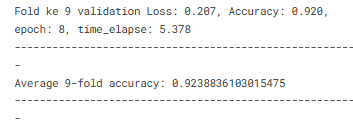 Fold ke 9 validation Loss: 0.207, Accuracy: 0.920,
epoch: 8, time_elapse: 5.378
------------------------------------------------------
-
Average 9-fold accuracy: 0.9238836103015475
------------------------------------------------------
-